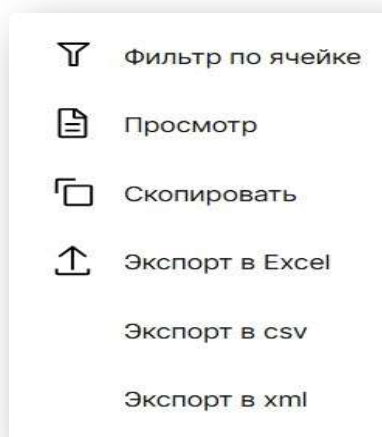 Фильтр по ячейке
Просмотр
Скопировать
Экспорт в Excel
Экспорт в csv
Экспорт в xml